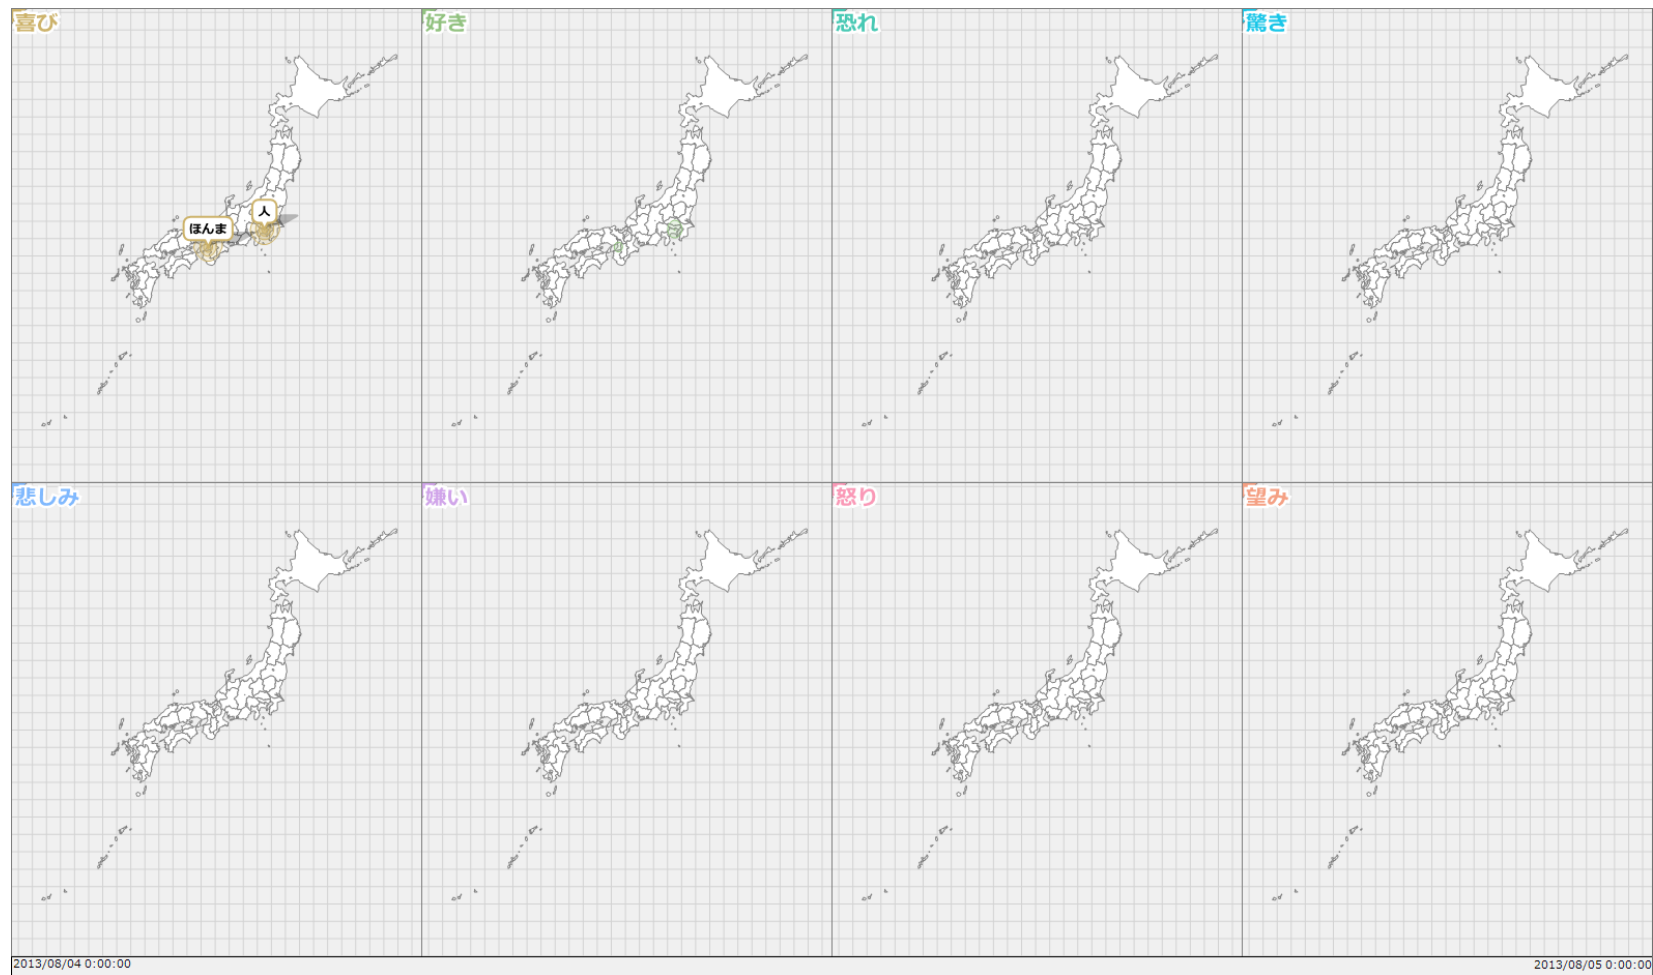 喜び
好き
恐れ
驚き
人
ほんま
悲しみ
嫌い
怒り
望み
2013/08/04 0:00:00
2013/08/05 0:00:00